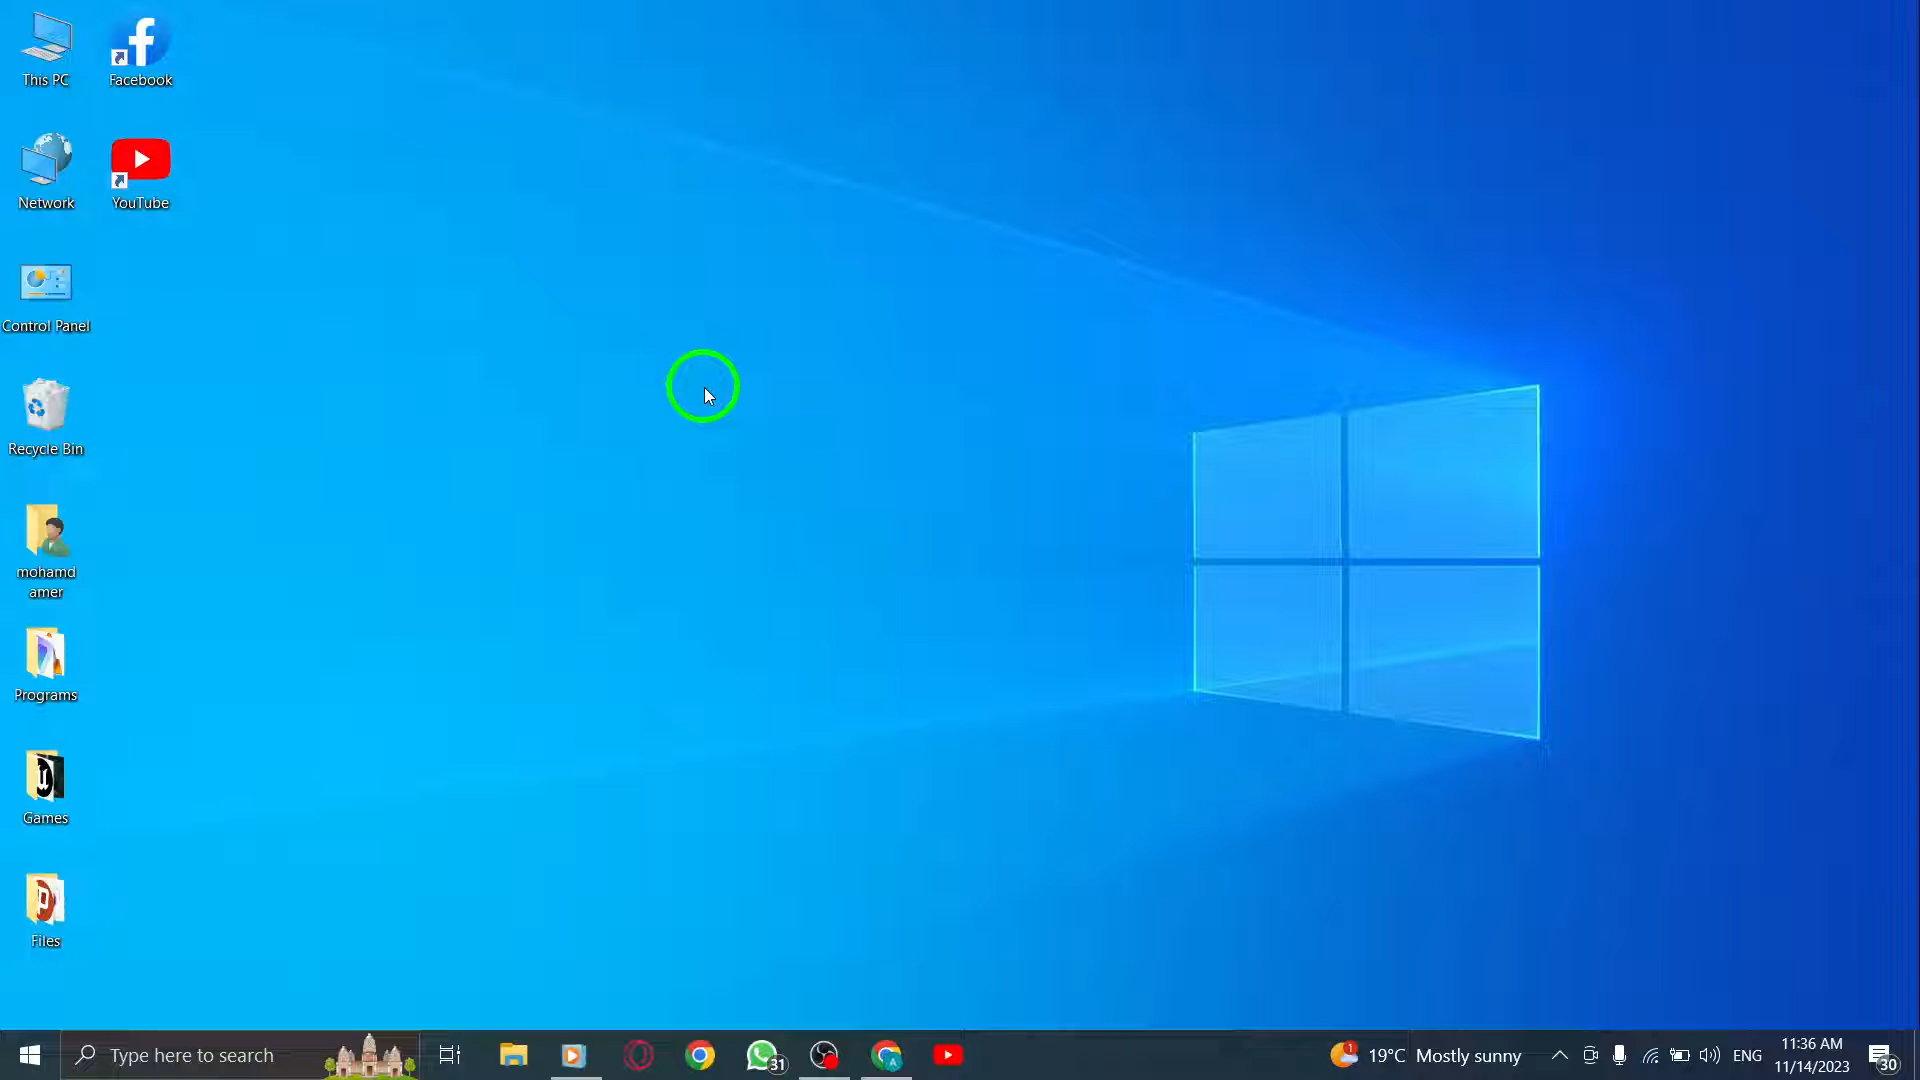 This PC
Facebook
Network
YouTube
Control Panel
Recycle Bin
mohamd
amer
Programs
Games
Files
Type here to search
31
1
19°C Mostly sunny
ENG
11:36 AM
11/14/2023
30